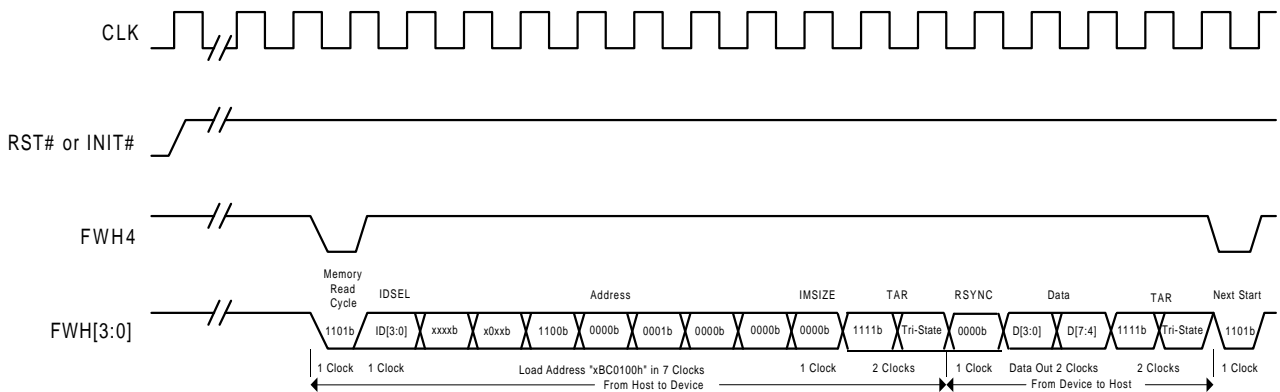 CLK
RST# or INIT#
FWH4
Memory
Read
Cycle
IDSEL
Address
IMSIZE
TAR
RSYNC
Data
TAR
Next Start
FWH[3:0]
1101b
ID[3:0]
xxxxb
x0xxb
1100b
0000b
0001b
0000b
0000b
0000b
1111b
Tri-State
0000b
D[3:0]
D[7:4]
1111b
Tri-State
1101b
1 Clock
1 Clock
Load Address "xBC0100h" in 7 Clocks
1 Clock
2 Clocks
1 Clock
Data Out 2 Clocks
2 Clocks
1 Clock
From Host to Device
From Device to Host